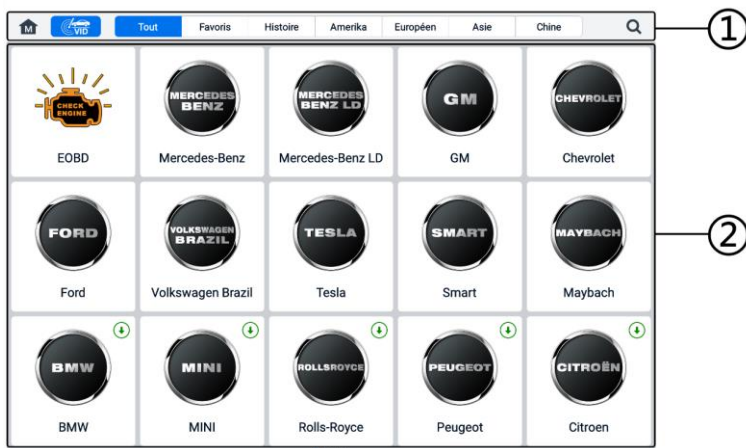 M VID Tout Favoris Histoire Amerika Européen Asie Chine
1
CHECK
ENGINE
MERCEDES
BENZ
MERCEDES
BENZ LD
GM
CHEVROLET
EOBD Mercedes-Benz Mercedes-Benz LD GM Chevrolet
FORD
VOLKSWAGEN
BRAZIL
TESLA
SMART
MAYBACH
2
Ford Volkswagen Brazil Tesla Smart Maybach
BMW
MINI
ROLLSROYCE
PEUGEOT
CITROËN
BMW MINI Rolls-Royce Peugeot Citroen